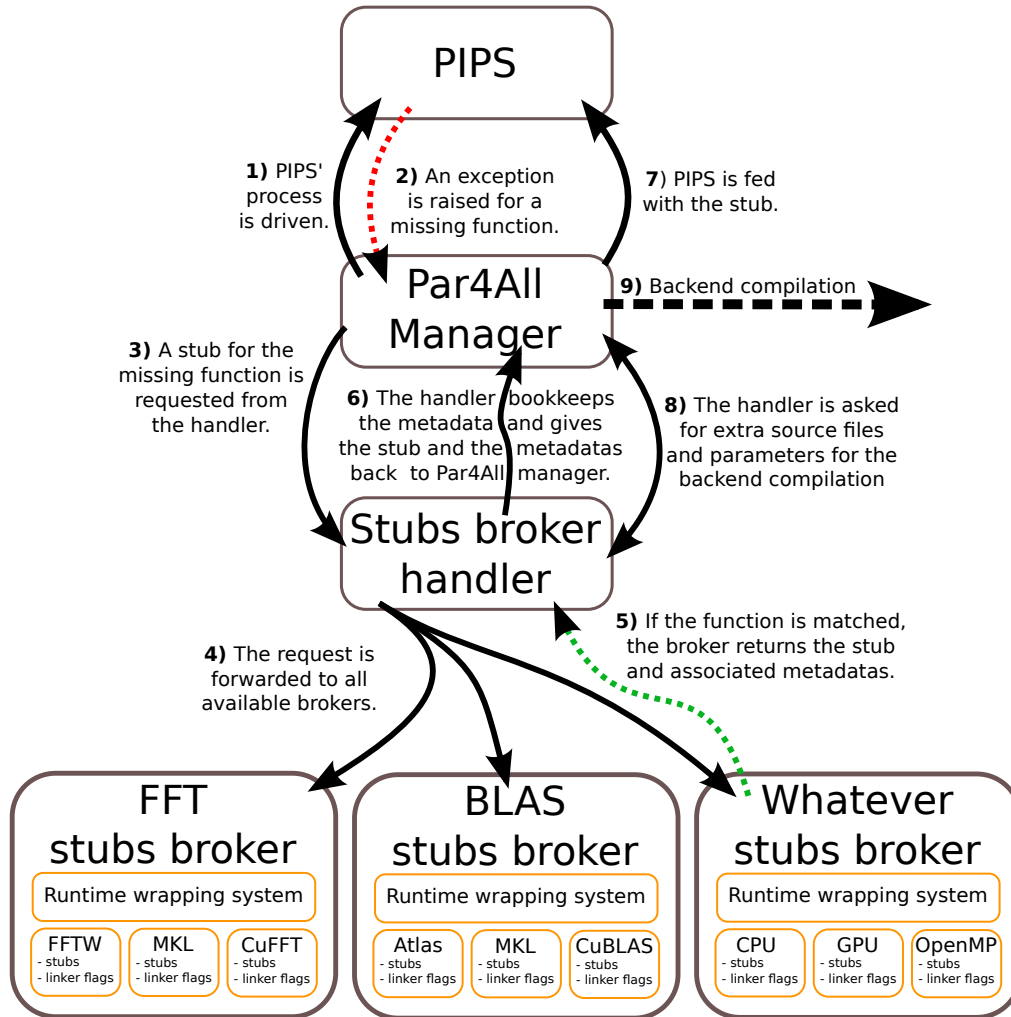 PIPS
1) PIPS'
process
is driven.
2) An exception
is raised for a
missing function.
7) PIPS is fed
with the stub.
Par4All
Manager
9) Backend compilation
3) A stub for the
missing function is
requested from
the handler.
6) The handler bookkeeps
the metadata and gives
the stub and the metadatas
back to Par4All manager.
8) The handler is asked
for extra source files
and parameters for the
backend compilation
Stubs broker
handler
4) The request is
forwarded to all
available brokers.
5) If the function is matched,
the broker returns the stub
and associated metadatas.
FFT
stubs broker
Runtime wrapping system
FFTW
- stubs
- linker flags
MKL
- stubs
- linker flags
CuFFT
- stubs
- linker flags
BLAS
stubs broker
Runtime wrapping system
Atlas
- stubs
- linker flags
MKL
- stubs
- linker flags
CuBLAS
- stubs
- linker flags
Whatever
stubs broker
Runtime wrapping system
CPU
- stubs
- linker flags
GPU
- stubs
- linker flags
OpenMP
- stubs
- linker flags